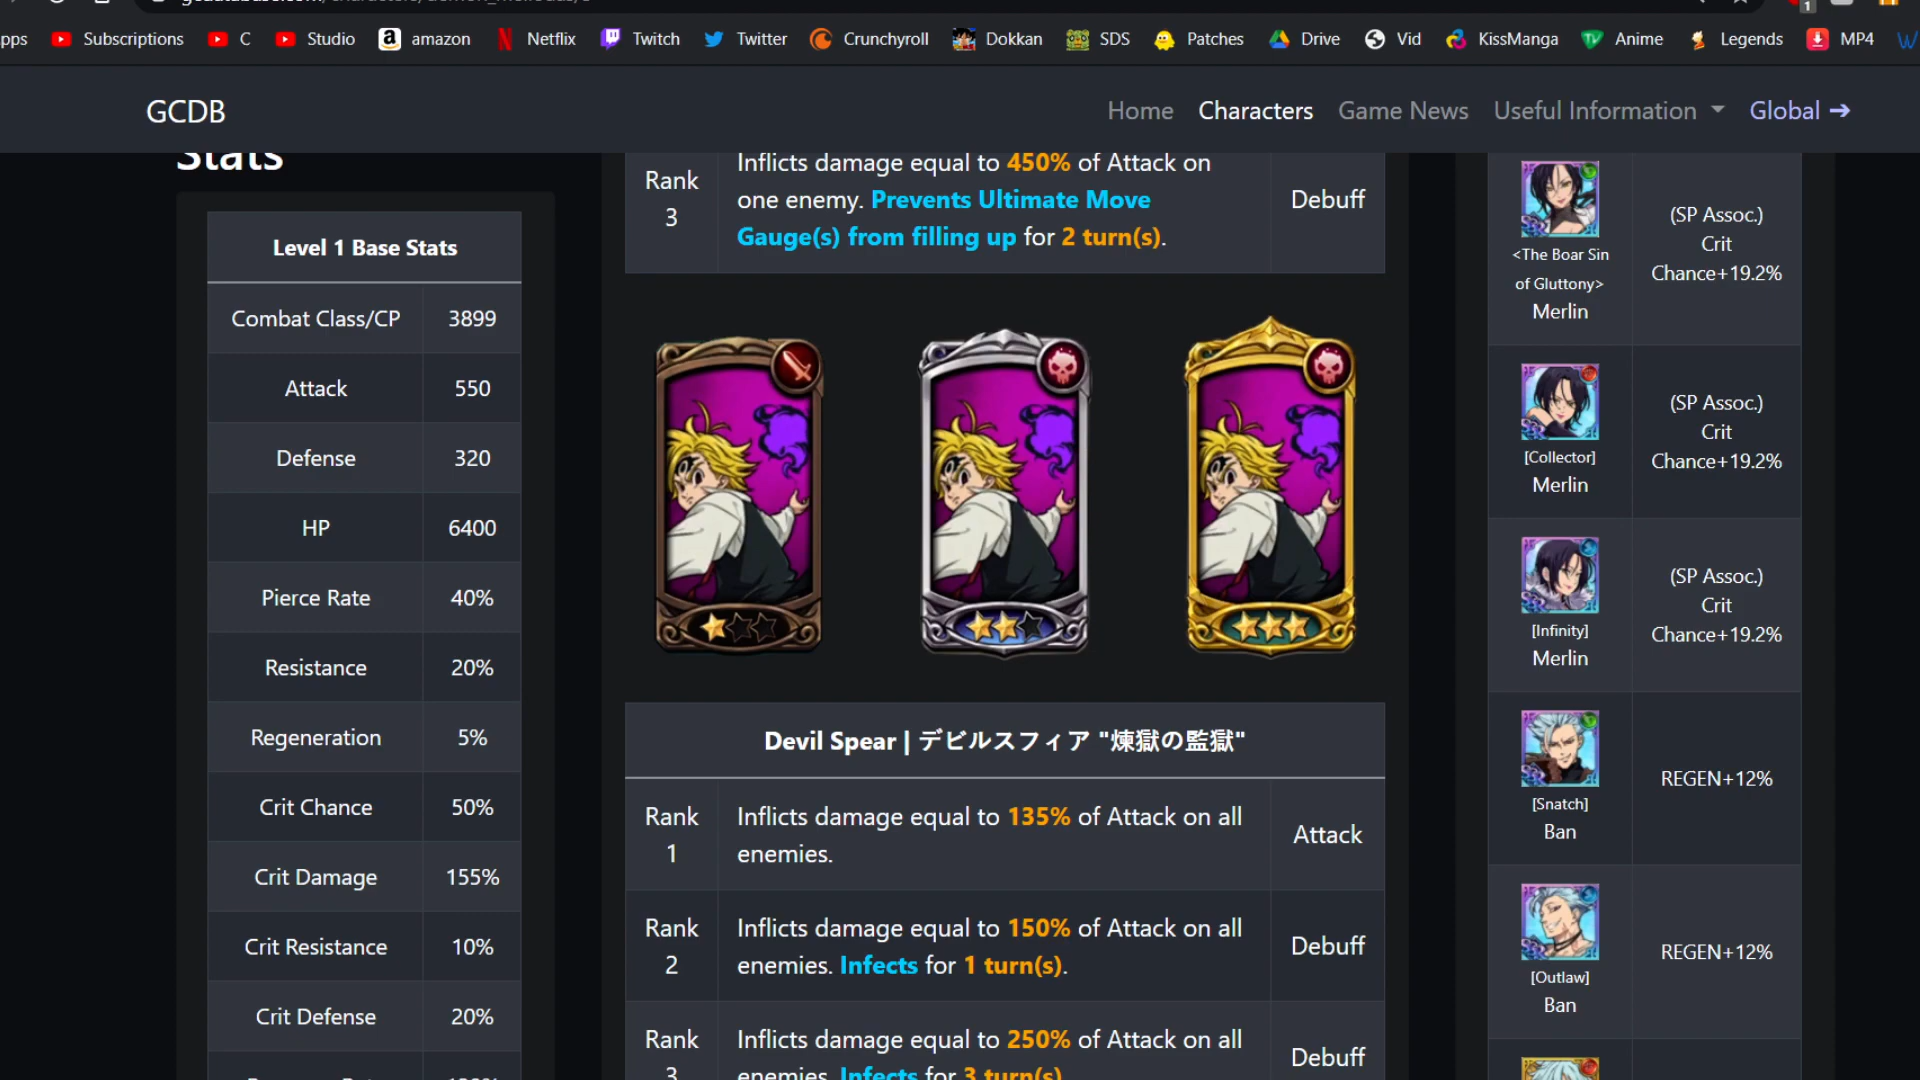 pps Subscriptions C Studio amazon Netflix Twitch Twitter Crunchyroll Dokkan SDS Patches Drive Vid KissManga Anime Legends MP4
GCDB
Home Characters Game News Useful Information Global ➔
Stats
Level 1 Base Stats
Combat Class/CP 3899
Attack 550
Defense 320
HP 6400
Pierce Rate 40%
Resistance 20%
Regeneration 5%
Crit Chance 50%
Crit Damage 155%
Crit Resistance 10%
Crit Defense 20%
Rank
3
Inflicts damage equal to 450% of Attack on
one enemy. Prevents Ultimate Move
Gauge(s) from filling up for 2 turn(s).
Debuff
Devil Spear | デビルスフィア "煉獄の監獄"
Rank
1
Inflicts damage equal to 135% of Attack on all
enemies.
Attack
Rank
2
Inflicts damage equal to 150% of Attack on all
enemies. Infects for 1 turn(s).
Debuff
Rank
3
Inflicts damage equal to 250% of Attack on all
enemies. Infects for 3 turn(s)
Debuff
<The Boar Sin
of Gluttony>
Merlin
(SP Assoc.)
Crit
Chance+19.2%
[Collector]
Merlin
(SP Assoc.)
Crit
Chance+19.2%
[Infinity]
Merlin
(SP Assoc.)
Crit
Chance+19.2%
[Snatch]
Ban
REGEN+12%
[Outlaw]
Ban
REGEN+12%